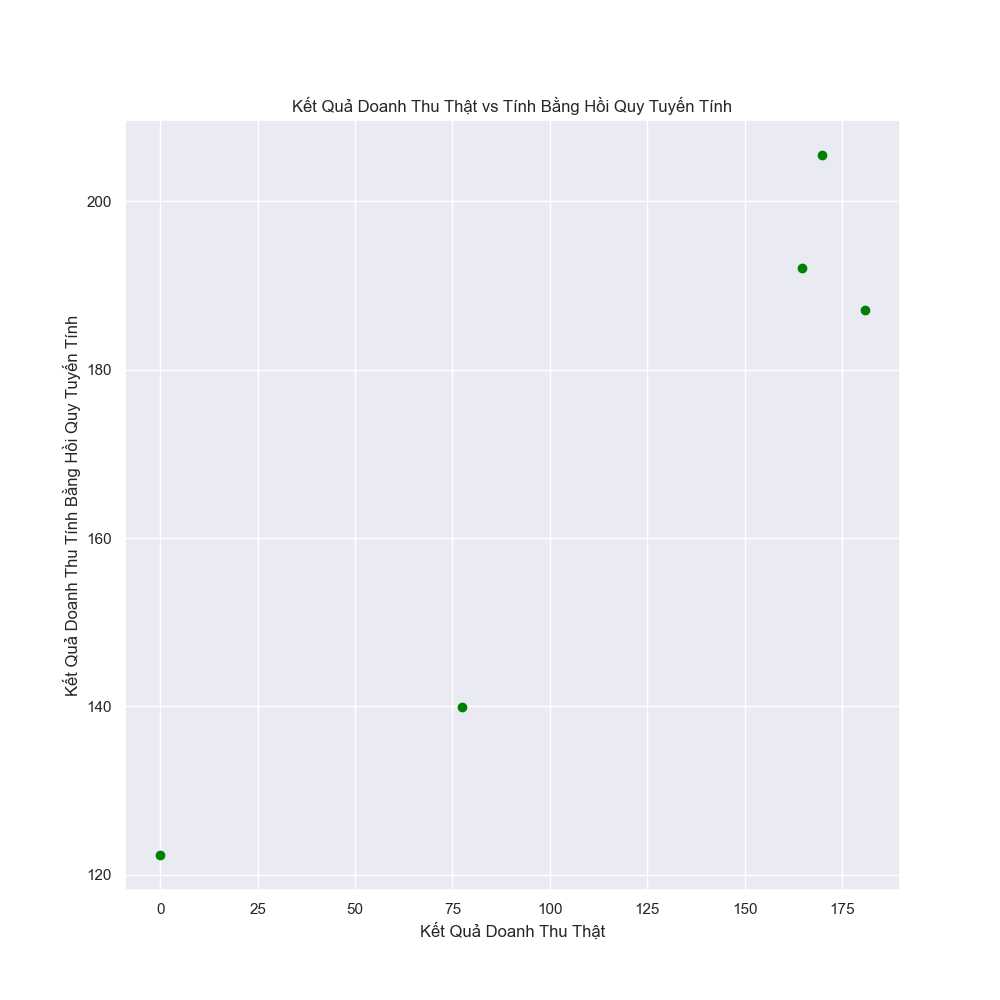 Kết Quả Doanh Thu Thật vs Tính Bằng Hồi Quy Tuyến Tính
Kết Quả Doanh Thu Tính Bằng Hồi Quy Tuyến Tính
200
180
160
140
120
0 25 50 75 100 125 150 175
Kết Quả Doanh Thu Thật